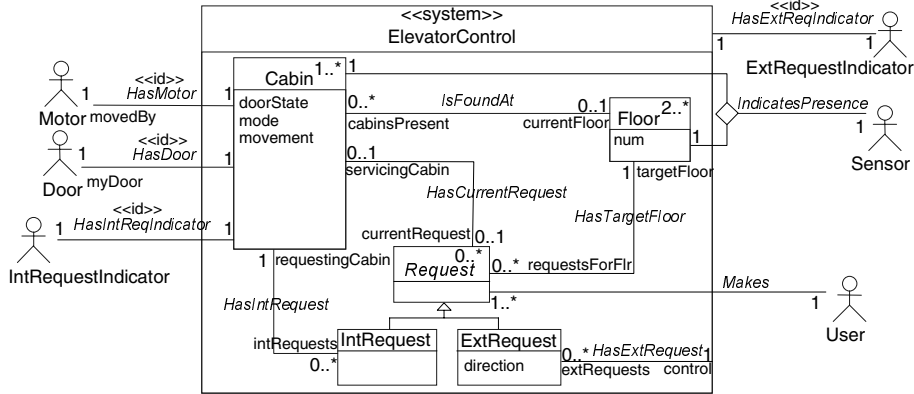 <<system>>
ElevatorControl
<<id>>
HasExtReqIndicator
1
1
ExtRequestIndicator
Cabin
1..*
1
doorState
mode
movement
<<id>>
HasMotor
1
1
Motor
movedBy
0..*
IsFoundAt
0..1
cabinsPresent
currentFloor
Floor
2..*
num
IndicatesPresence
1
1
Sensor
<<id>>
HasDoor
1
1
Door
myDoor
0..1
servicingCabin
1
targetFloor
HasCurrentRequest
HasTargetFloor
<<id>>
HasIntReqIndicator
1
1
IntRequestIndicator
currentRequest
0..1
0..*
Request
0..*
requestsForFlr
1
requestingCabin
HasIntRequest
1..*
Makes
1
User
intRequests
0..*
IntRequest
ExtRequest
direction
0..*
HasExtRequest
1
extRequests
control